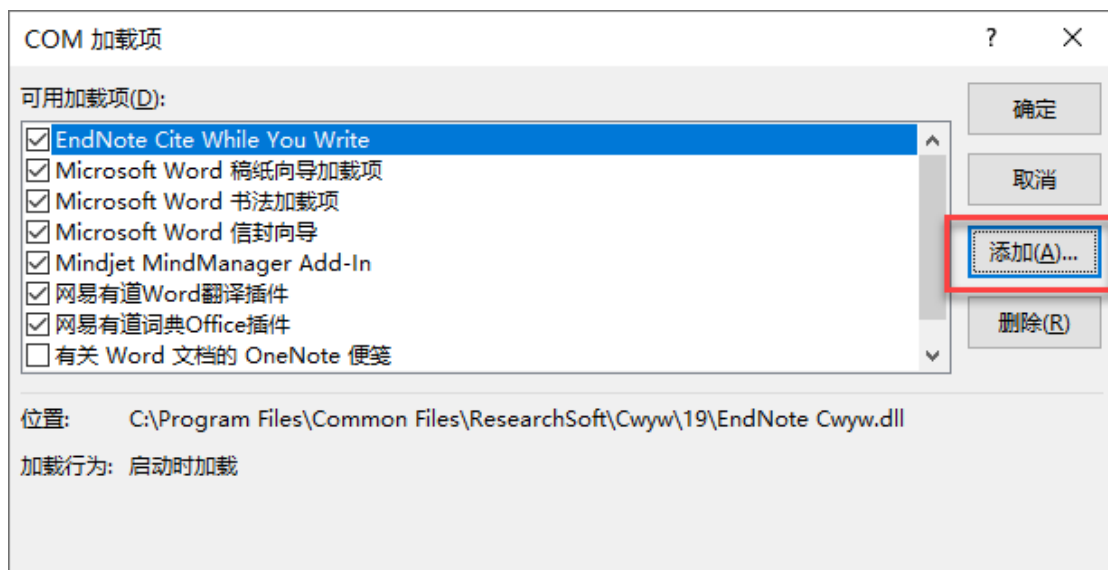 COM 加载项
?
可用加载项(D):
确定
EndNote Cite While You Write
Microsoft Word 稿纸向导加载项
取消
Microsoft Word 书法加载项
Microsoft Word 信封向导
添加(A)...
Mindjet MindManager Add-In
网易有道Word翻译插件
网易有道词典Office插件
删除(R)
有关 Word 文档的 OneNote 便笺
位置: C:\Program Files\Common Files\ResearchSoft\Cwyw\19\EndNote Cwyw.dll
加载行为: 启动时加载